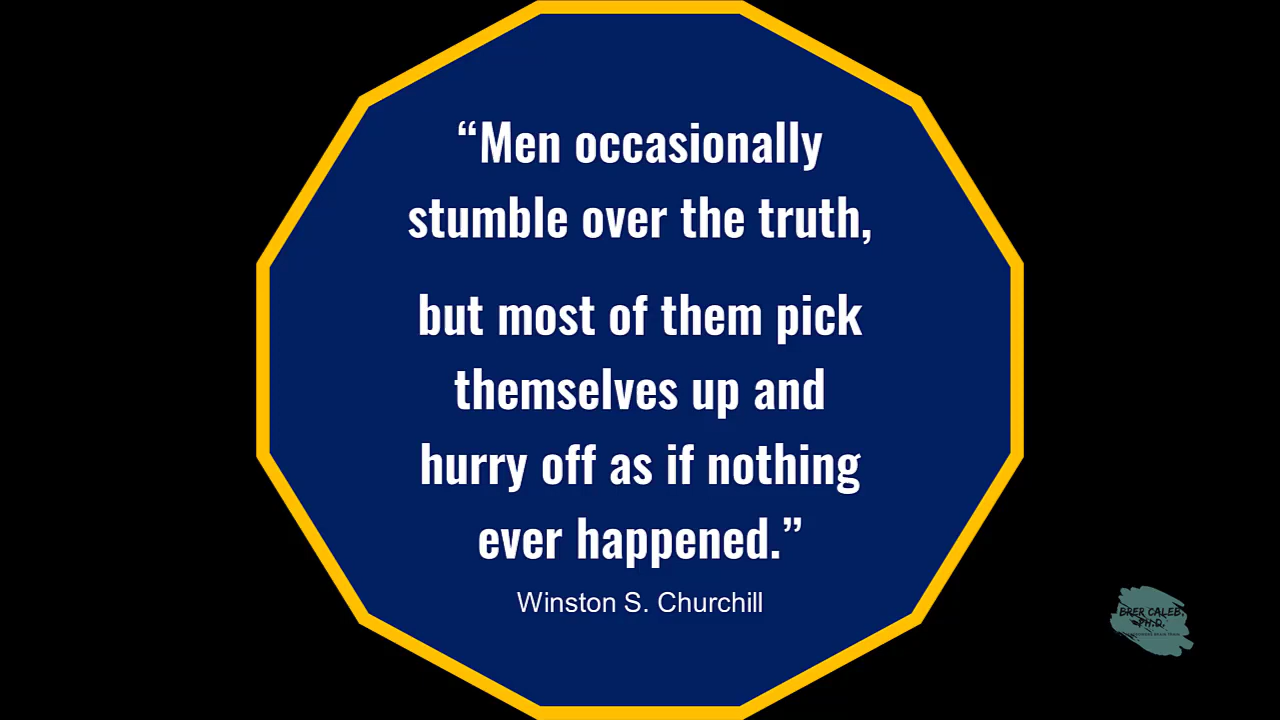 “Men occasionally
stumble over the truth,
but most of them pick
themselves up and
hurry off as if nothing
ever happened.”
Winston S. Churchill
BRER CALEB,
PH.D.